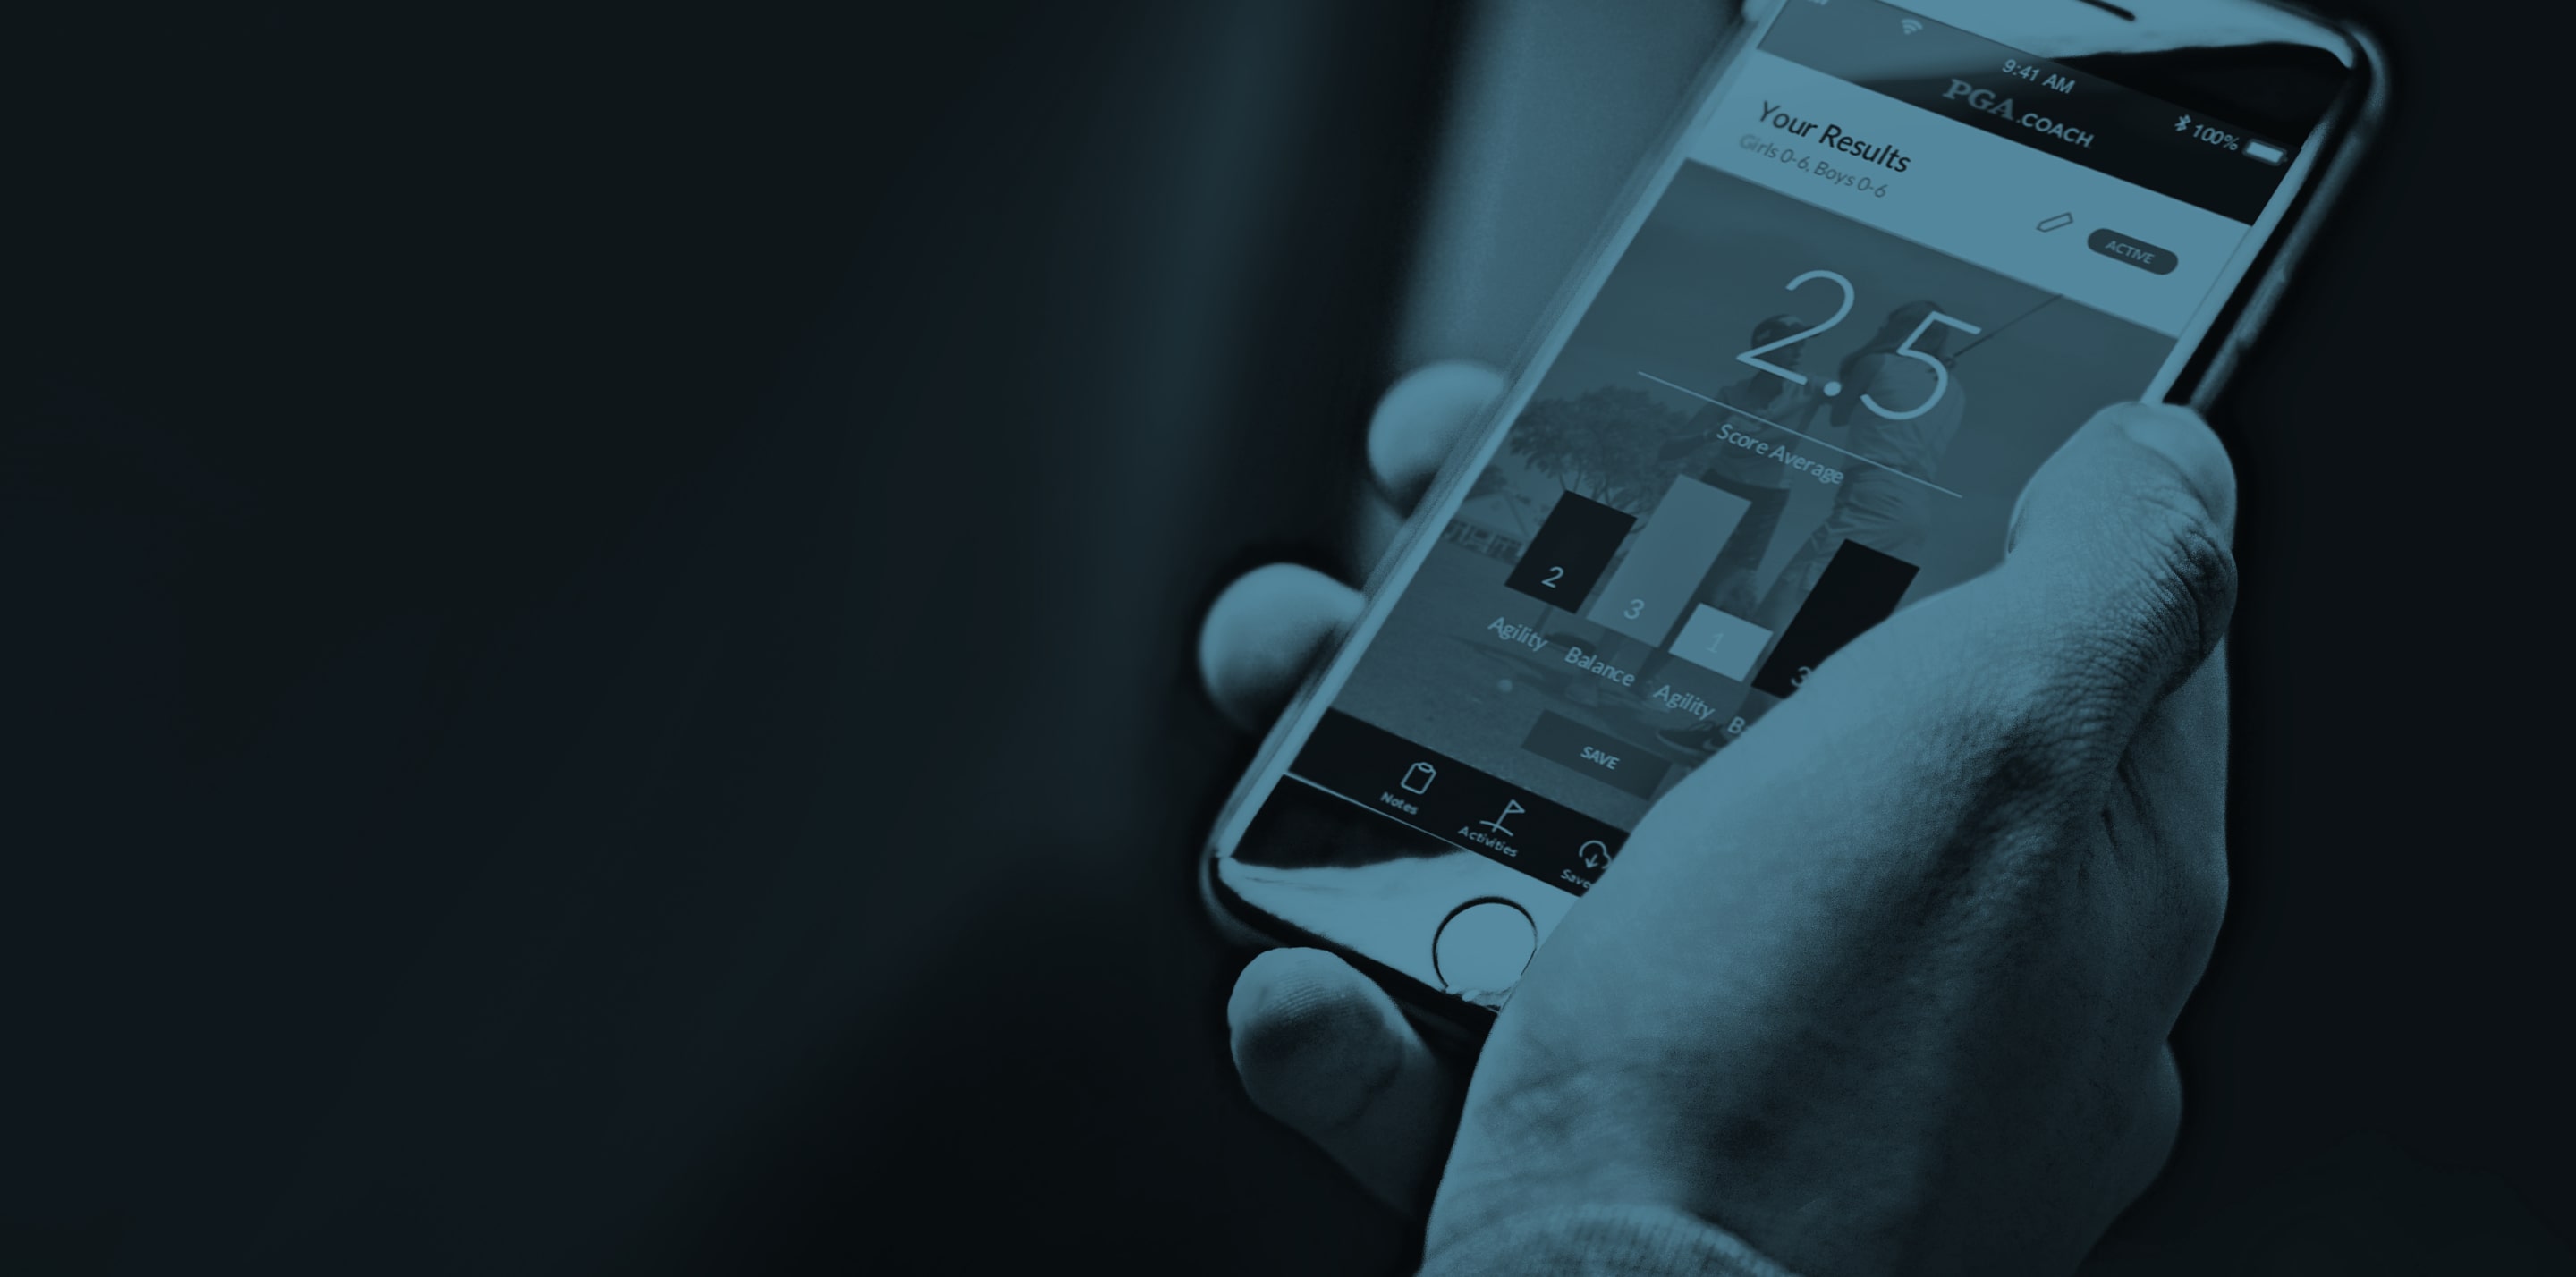 9:41 AM
100%
PGA.COACH
Your Results
Girls 0-6, Boys 0-6
ACTIVE
2.5
Score Average
2
3
1
3
Agility
Balance
Agility
SAVE
Notes
Activities